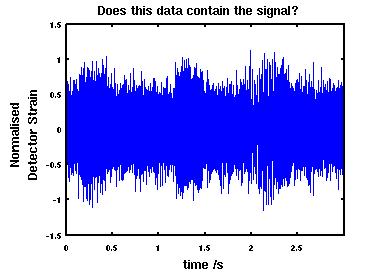 Does this data contain the signal?
1.5
1
0.5
0
-0.5
-1
-1.5
Normalised
Detector Strain
0 0.5 1 1.5 2 2.5
time /s